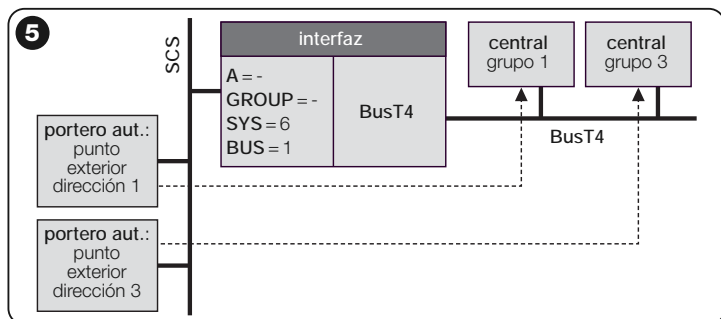 5
SCS
interfaz
A = -
GROUP = -
SYS = 6
BUS = 1
BusT4
central
grupo 1
central
grupo 3
BusT4
portero aut.:
punto
exterior
dirección 1
portero aut.:
punto
exterior
dirección 3